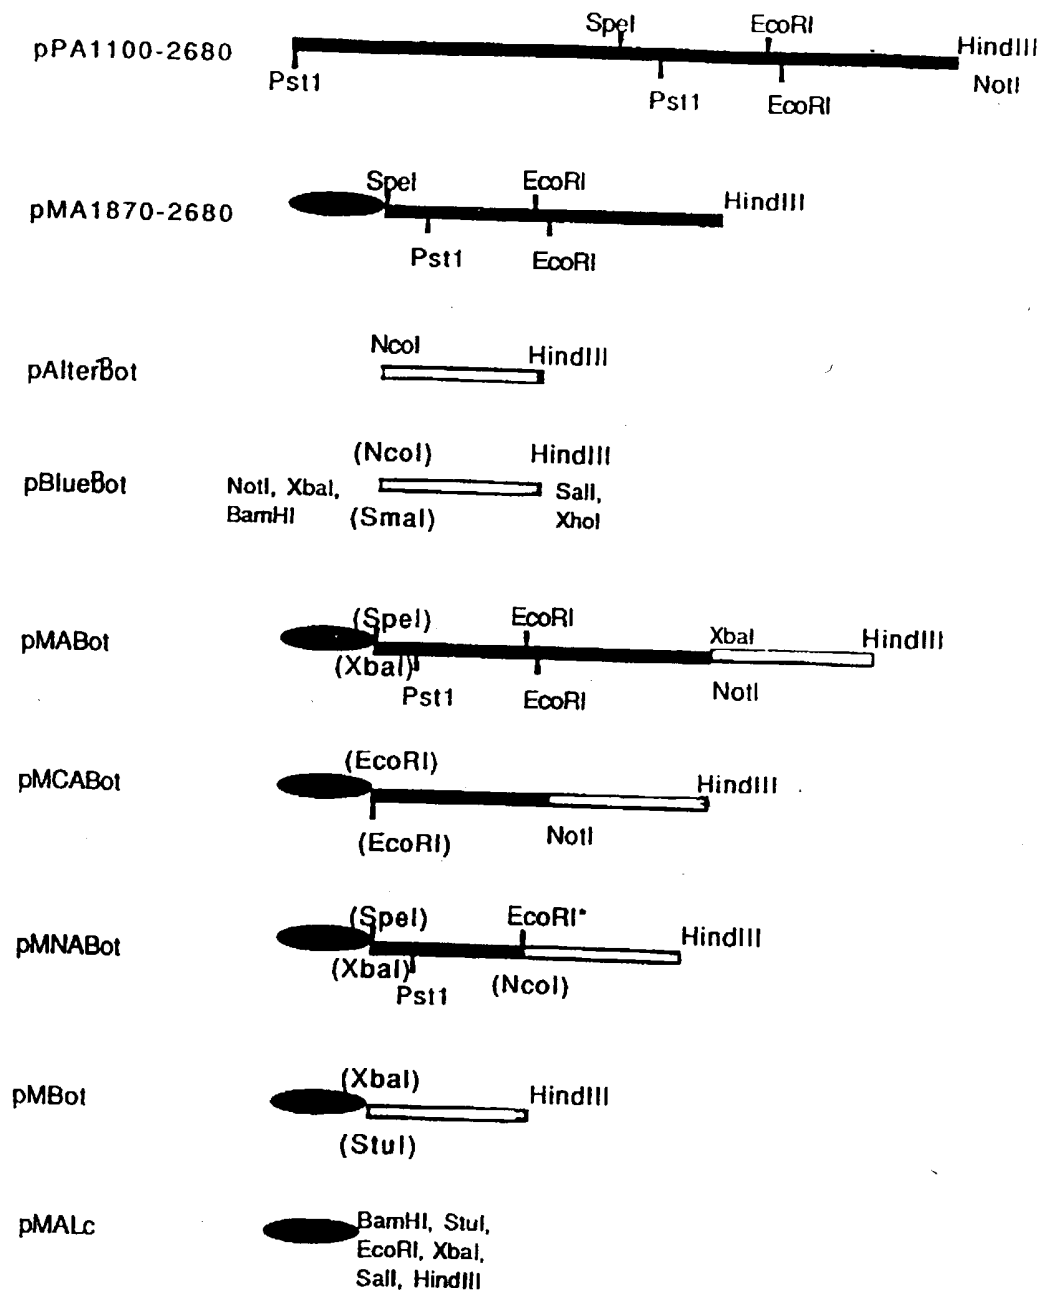 pPA1100-2680
SpeI
EcoRI
HindIII
Pst1
Pst1
EcoRI
NotI
pMA1870-2680
SpeI
EcoRI
HindIII
Pst1
EcoRI
pAlterBot
NcoI
HindIII
pBlueBot
(NcoI)
HindIII
NotI, XbaI,
BamHI
(SmaI)
SalI,
XhoI
pMABot
(SpeI)
EcoRI
XbaI
HindIII
(XbaI)
Pst1
EcoRI
NotI
pMCABot
(EcoRI)
HindIII
(EcoRI)
NotI
pMNABot
(SpeI)
EcoRI*
HindIII
(XbaI)
Pst1
(NcoI)
pMBot
(XbaI)
HindIII
(StuI)
pMALc
BamHI, StuI,
EcoRI, XbaI,
SalI, HindIII